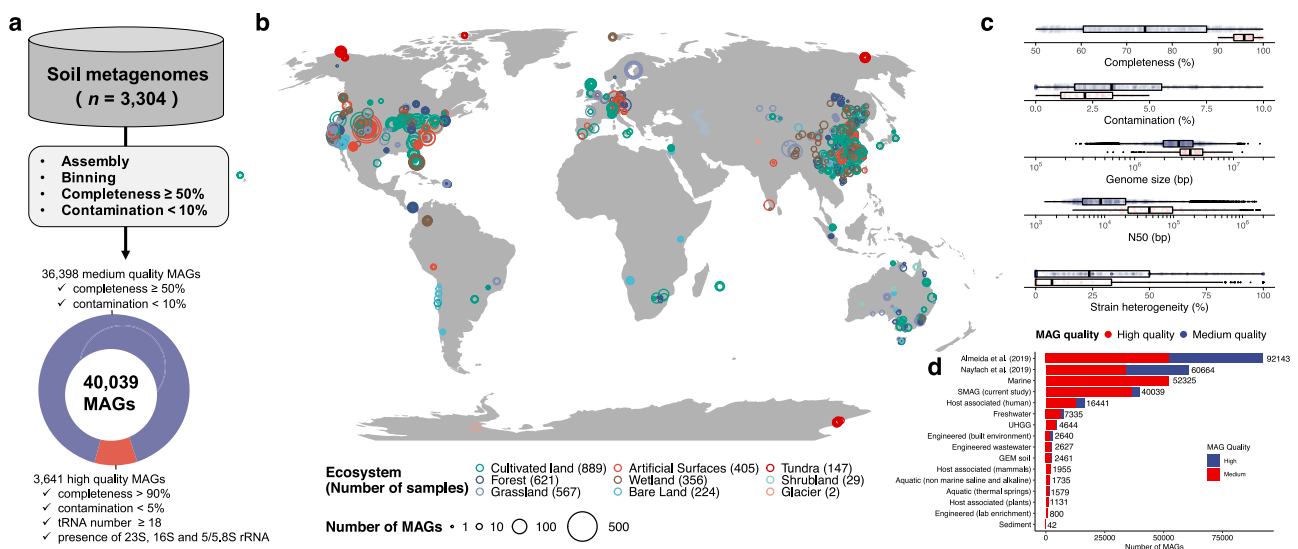 a
Soil metagenomes
( n = 3,304 )
• Assembly
• Binning
• Completeness ≥ 50%
• Contamination < 10%
36,398 medium quality MAGs
✓ completeness ≥ 50%
✓ contamination < 10%
40,039
MAGs
3,641 high quality MAGs
✓ completeness > 90%
✓ contamination < 5%
✓ tRNA number ≥ 18
✓ presence of 23S, 16S and 5/5.8S rRNA
b
Ecosystem
(Number of samples)
Cultivated land (889)
Artificial Surfaces (405)
Tundra (147)
Forest (621)
Wetland (356)
Shrubland (29)
Grassland (567)
Bare Land (224)
Glacier (2)
Number of MAGs
1
10
100
500
c
50 60 70 80 90 100
Completeness (%)
0.0 2.5 5.0 7.5 10.0
Contamination (%)
10⁵ 10⁶ 10⁷
Genome size (bp)
10³ 10⁴ 10⁵ 10⁶
N50 (bp)
0 25 50 75 100
Strain heterogeneity (%)
MAG quality High quality Medium quality
d
Almeida et al. (2019) 92143
Nayfach et al. (2019) 60664
Marine 52325
SMAG (current study) 40039
Host associated (human) 16441
Freshwater 7335
UHGG 4644
Engineered (built environment) 2640
Engineered wastewater 2627
GEM soil 2461
Host associated (mammals) 1955
Aquatic (non marine saline and alkaline) 1735
Aquatic (thermal springs) 1579
Host associated (plants) 1131
Engineered (lab enrichment) 800
Sediment 42
MAG Quality
High
Medium
0 25000 50000 75000
Number of MAGs